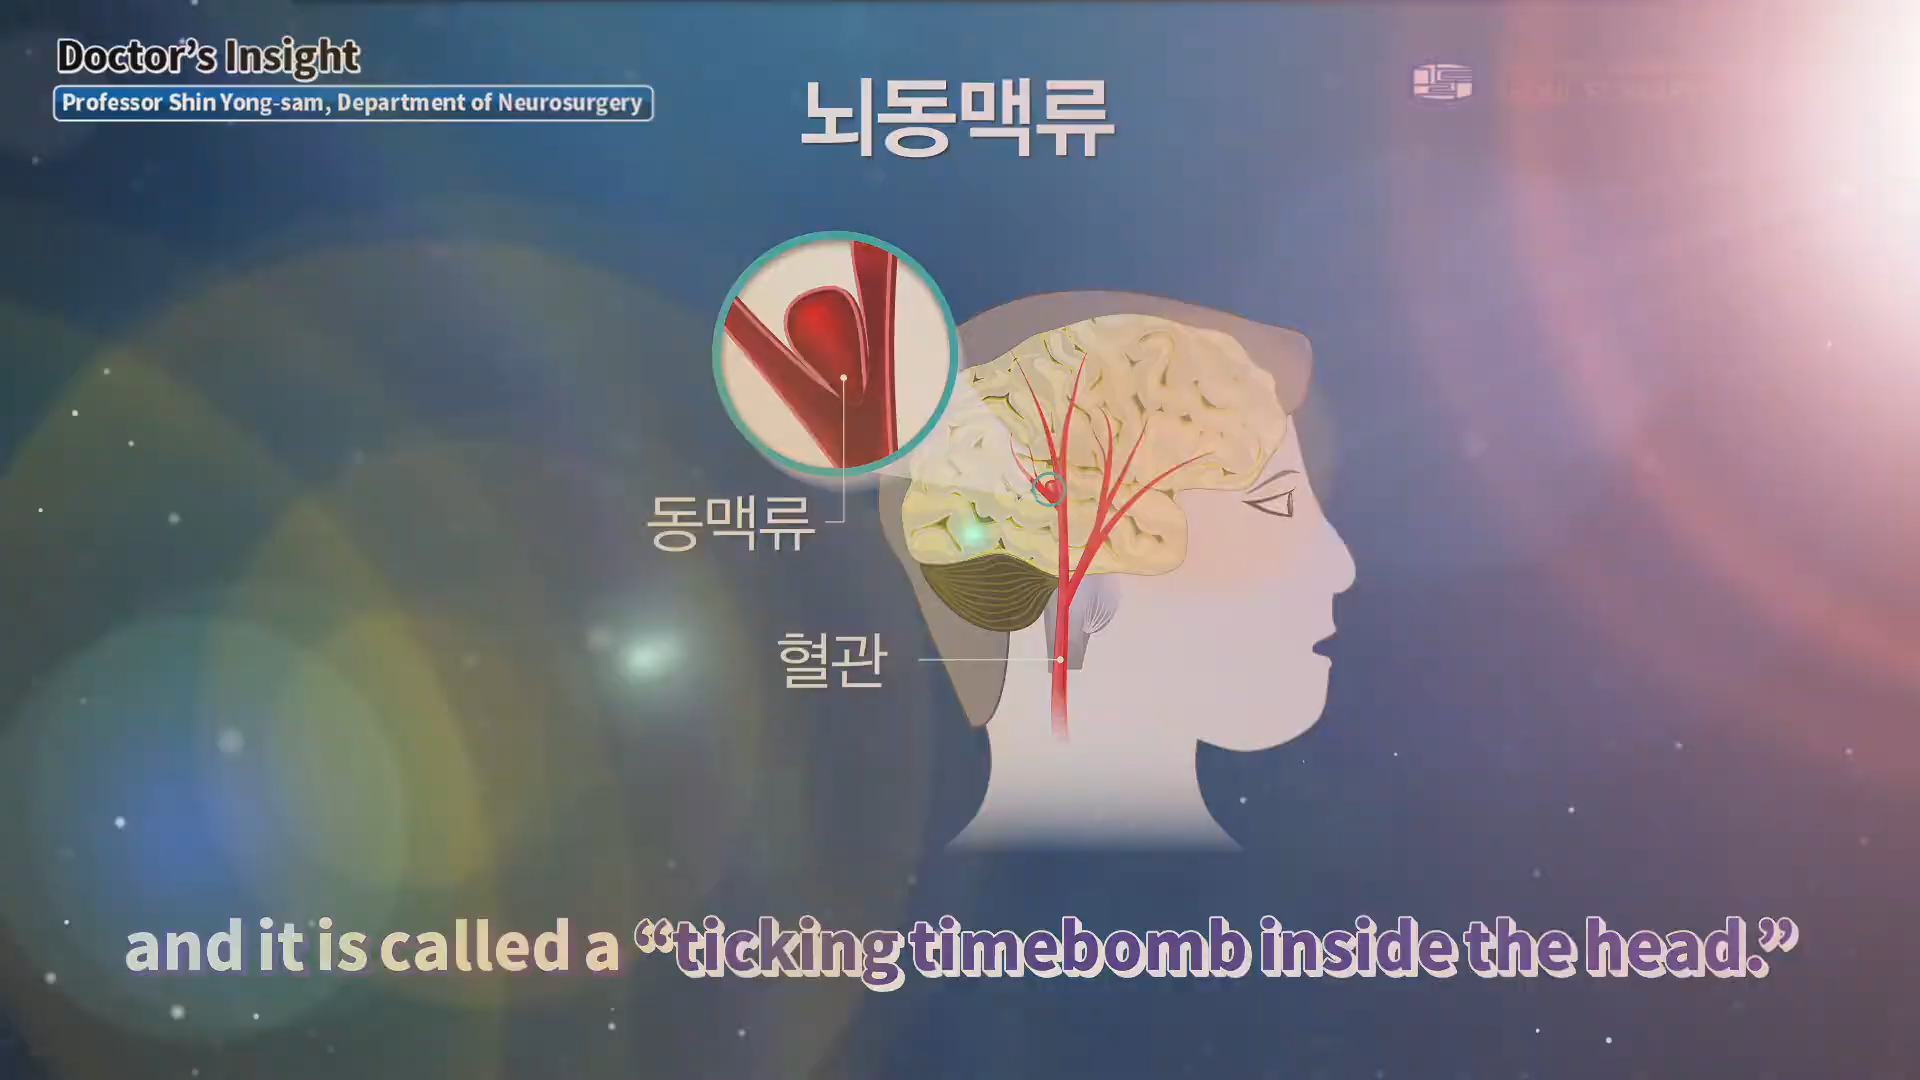 Doctor's Insight
Professor Shin Yong-sam, Department of Neurosurgery
뇌동맥류
동맥류
혈관
and it is called a “ticking timebomb inside the head.”